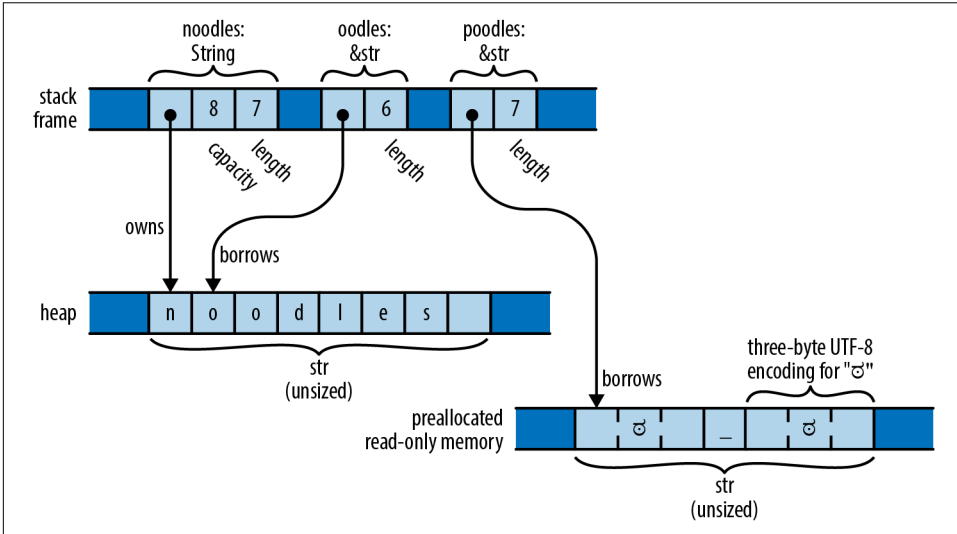 noodles:
String
oodles:
&str
poodles:
&str
stack
frame
8
7
6
7
capacity
length
length
length
owns
borrows
heap
n
o
o
d
l
e
s
str
(unsized)
three-byte UTF-8
encoding for "ಡ"
borrows
preallocated
read-only memory
ಡ
_
ಡ
str
(unsized)